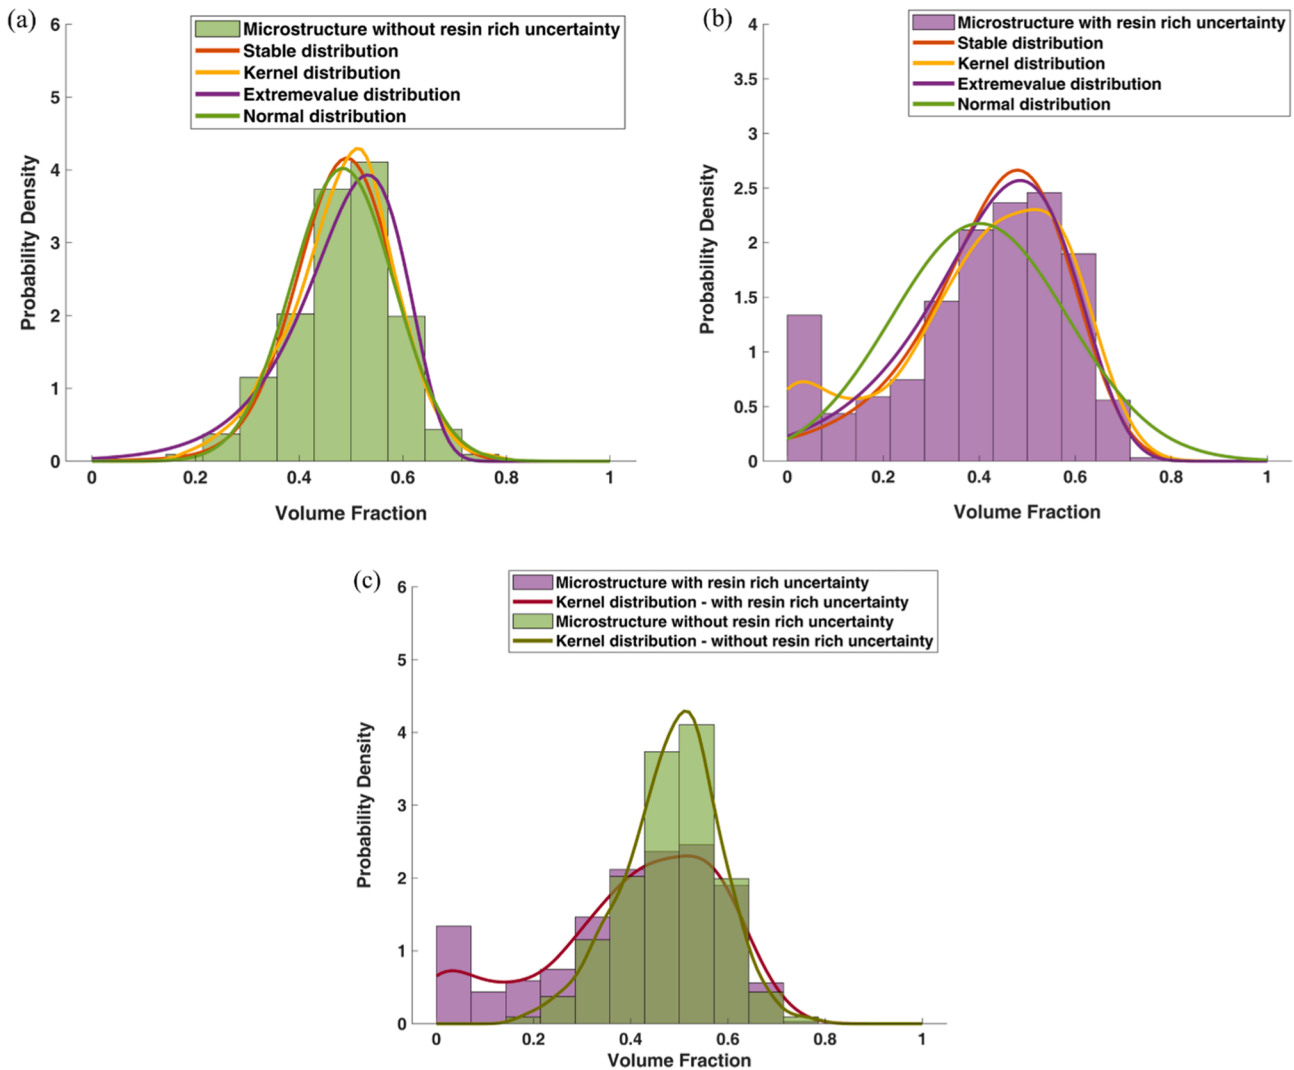 (a)
Microstructure without resin rich uncertainty
Stable distribution
Kernel distribution
Extremevalue distribution
Normal distribution
6
5
4
3
2
1
0
Probability Density
0 0.2 0.4 0.6 0.8 1
Volume Fraction
(b)
Microstructure with resin rich uncertainty
Stable distribution
Kernel distribution
Extremevalue distribution
Normal distribution
4
3.5
3
2.5
2
1.5
1
0.5
0
Probability Density
0 0.2 0.4 0.6 0.8 1
Volume Fraction
(c)
Microstructure with resin rich uncertainty
Kernel distribution - with resin rich uncertainty
Microstructure without resin rich uncertainty
Kernel distribution - without resin rich uncertainty
6
5
4
3
2
1
0
Probability Density
0 0.2 0.4 0.6 0.8 1
Volume Fraction